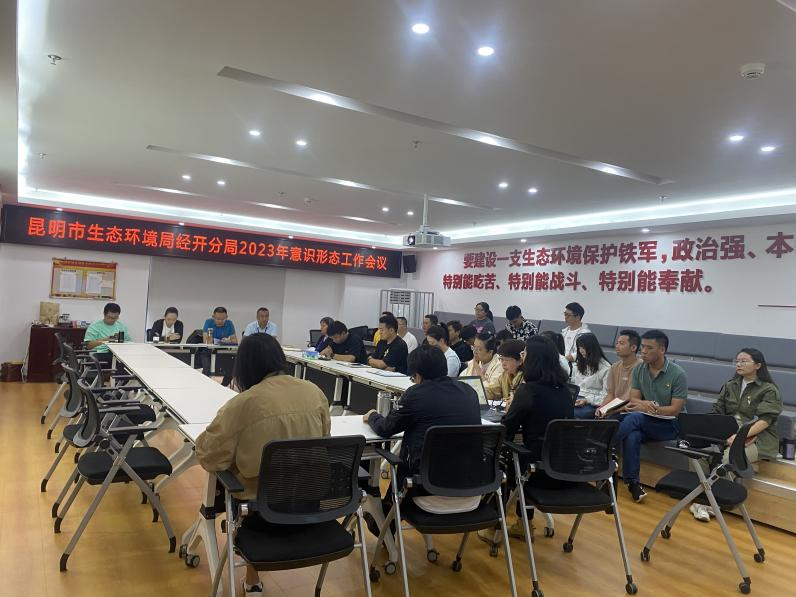 昆明市生态环境局经开分局2023年意识形态工作会议
要建设一支生态环境保护铁军，政治强、本
特别能吃苦、特别能战斗、特别能奉献。